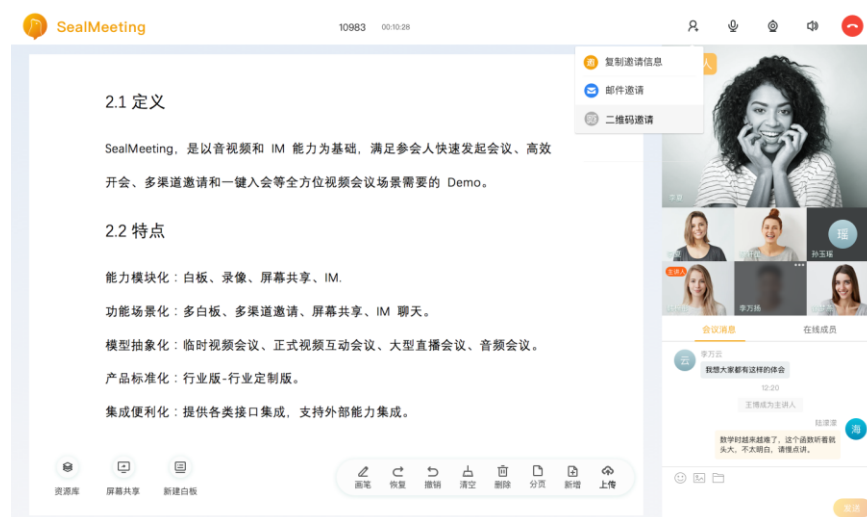 SealMeeting
10983 00:10:28
复制邀请信息
邮件邀请
二维码邀请
人
2.1 定义
SealMeeting，是以音视频和 IM 能力为基础，满足参会人快速发起会议、高效
开会、多渠道邀请和一键入会等全方位视频会议场景需要的 Demo。
2.2 特点
能力模块化：白板、录像、屏幕共享、IM.
功能场景化：多白板、多渠道邀请、屏幕共享、IM 聊天。
模型抽象化：临时视频会议、正式视频互动会议、大型直播会议、音频会议。
产品标准化：行业版-行业定制版。
集成便利化：提供各类接口集成，支持外部能力集成。
资源库
屏幕共享
新建白板
画笔
恢复
撤销
清空
删除
分页
新增
上传
瑶
孙玉瑶
主讲人
李万扬
会议消息
在线成员
云
李万云
我想大家都有这样的体会
12:20
王博成为主讲人
陆漂漂
海
数学时越来越难了、这个函数听着就
头大，不太明白，请慢点讲。
发送